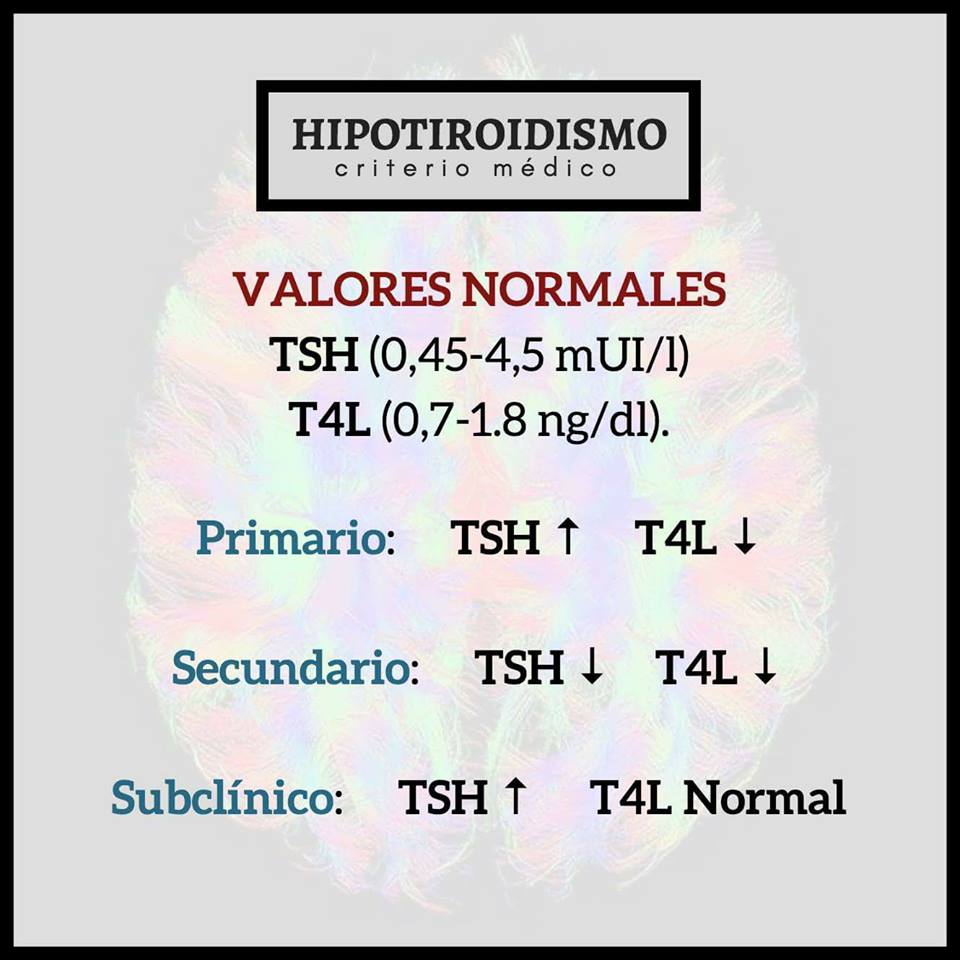 HIPOTIROIDISMO
criterio médico
VALORES NORMALES
TSH (0,45-4,5 mUI/l)
T4L (0,7-1.8 ng/dl).
Primario: TSH ↑ T4L ↓
Secundario: TSH ↓ T4L ↓
Subclínico: TSH ↑ T4L Normal